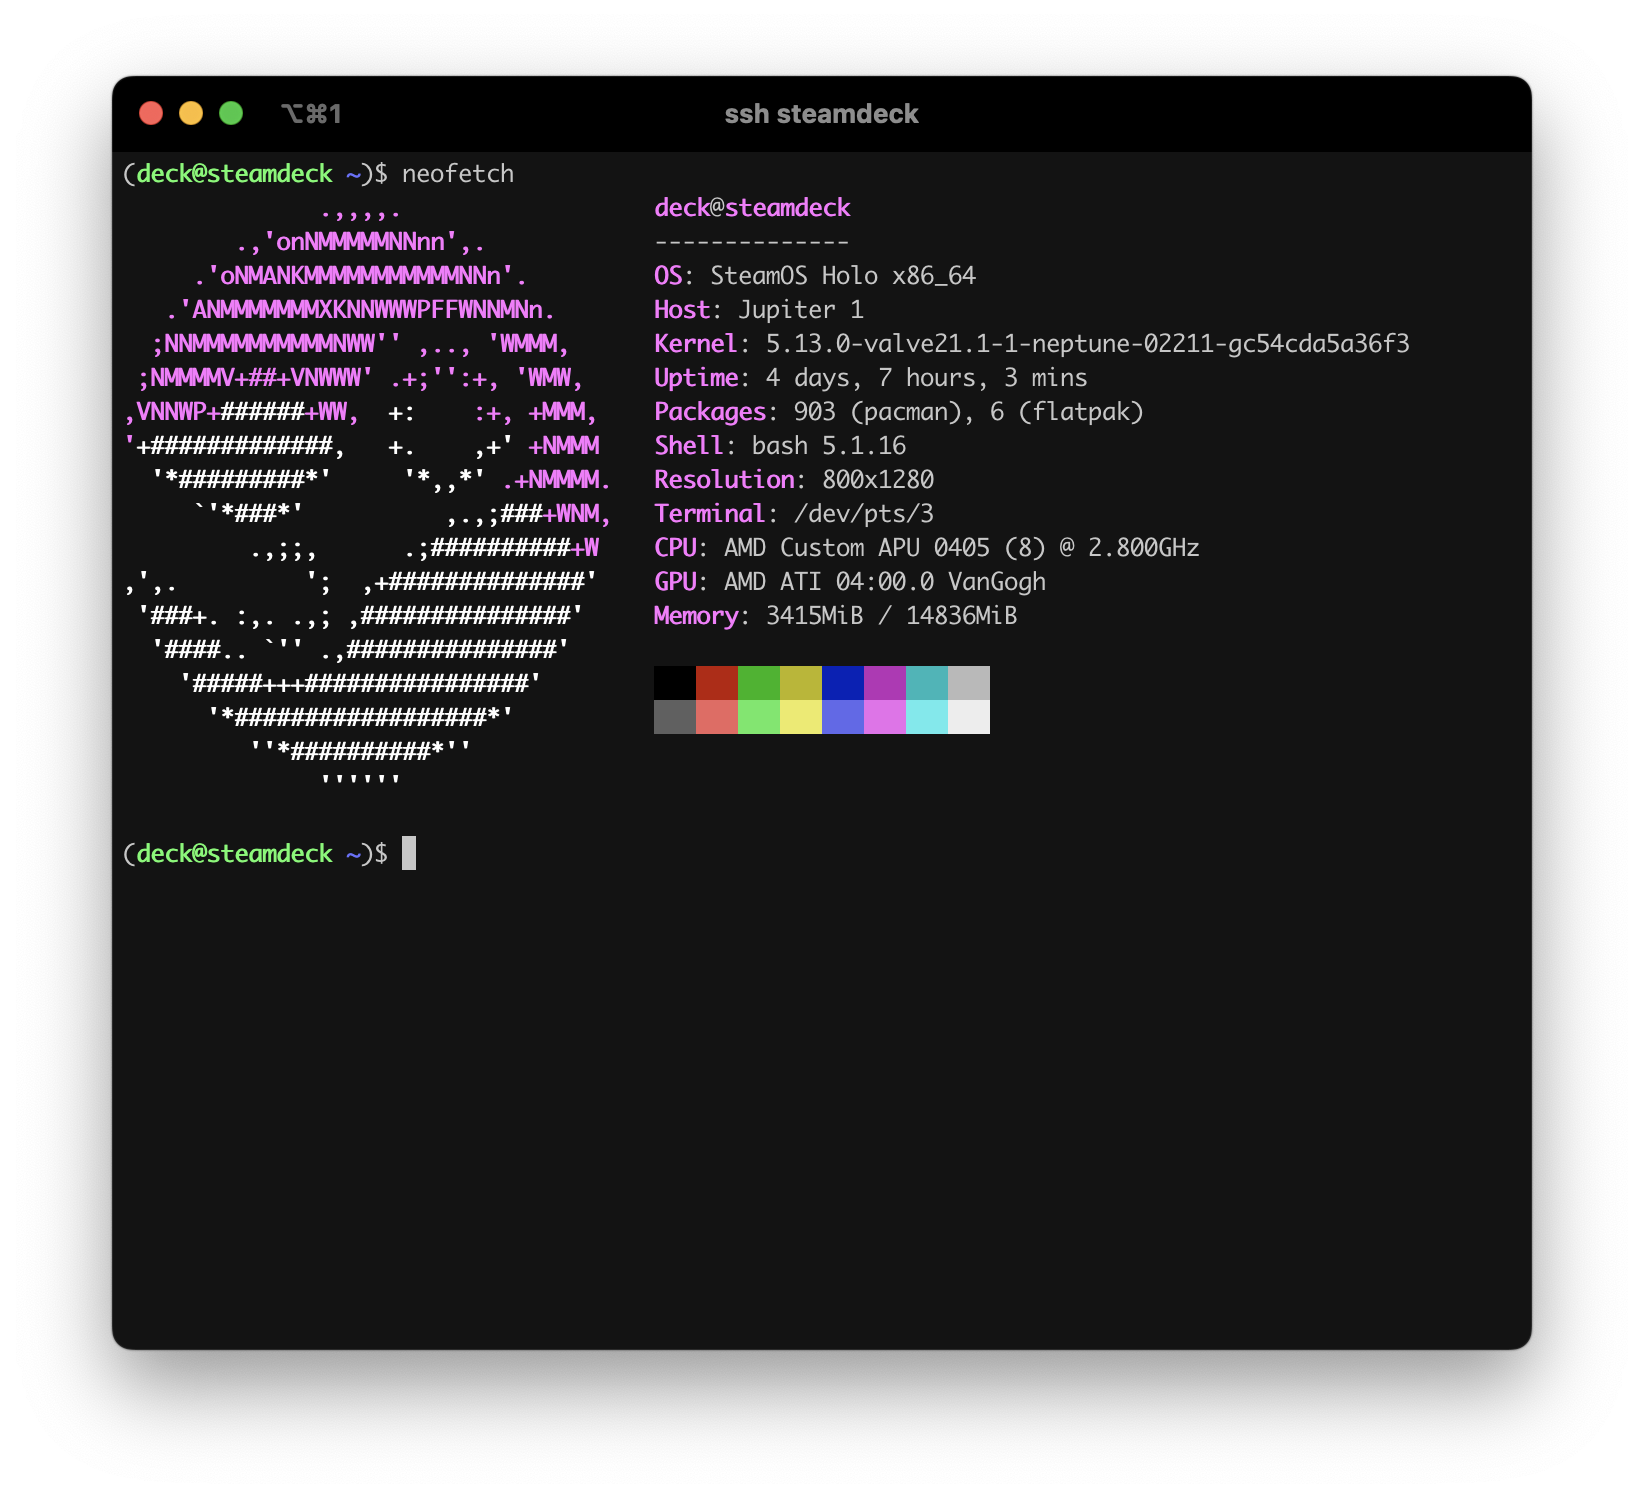 ⌥⌘1 ssh steamdeck
(deck@steamdeck ~)$ neofetch
              .,,,,.                  deck@steamdeck
        .,'onNMMMMMNNnn',.            --------------
     .'oNMANKMMMMMMMMMMMNNn'.         OS: SteamOS Holo x86_64
   .'ANMMMMMMMXKNNWWWPFFWNNMNn.       Host: Jupiter 1
  ;NNMMMMMMMMMMNWW'' ,.., 'WMMM,      Kernel: 5.13.0-valve21.1-1-neptune-02211-gc54cda5a36f3
 ;NMMMMV+##+VNWWW' .+;'':+, 'WMW,     Uptime: 4 days, 7 hours, 3 mins
,VNNWP+######+WW,  +:    :+, +MMM,    Packages: 903 (pacman), 6 (flatpak)
'+#############,   +.    ,+' +NMMM    Shell: bash 5.1.16
  '*#########*'     '*,,*' .+NMMMM.   Resolution: 800x1280
     `'*###*'          ,.,;###+WNM,   Terminal: /dev/pts/3
         .,;;,      .;##########+W    CPU: AMD Custom APU 0405 (8) @ 2.800GHz
,',.         ';  ,+##############'    GPU: AMD ATI 04:00.0 VanGogh
 '###+. :,. .,; ,###############'     Memory: 3415MiB / 14836MiB
  '####.. `'' .,###############'
    '#####+++################'
      '*##################*'
         ''*##########*''
              ''''''
(deck@steamdeck ~)$